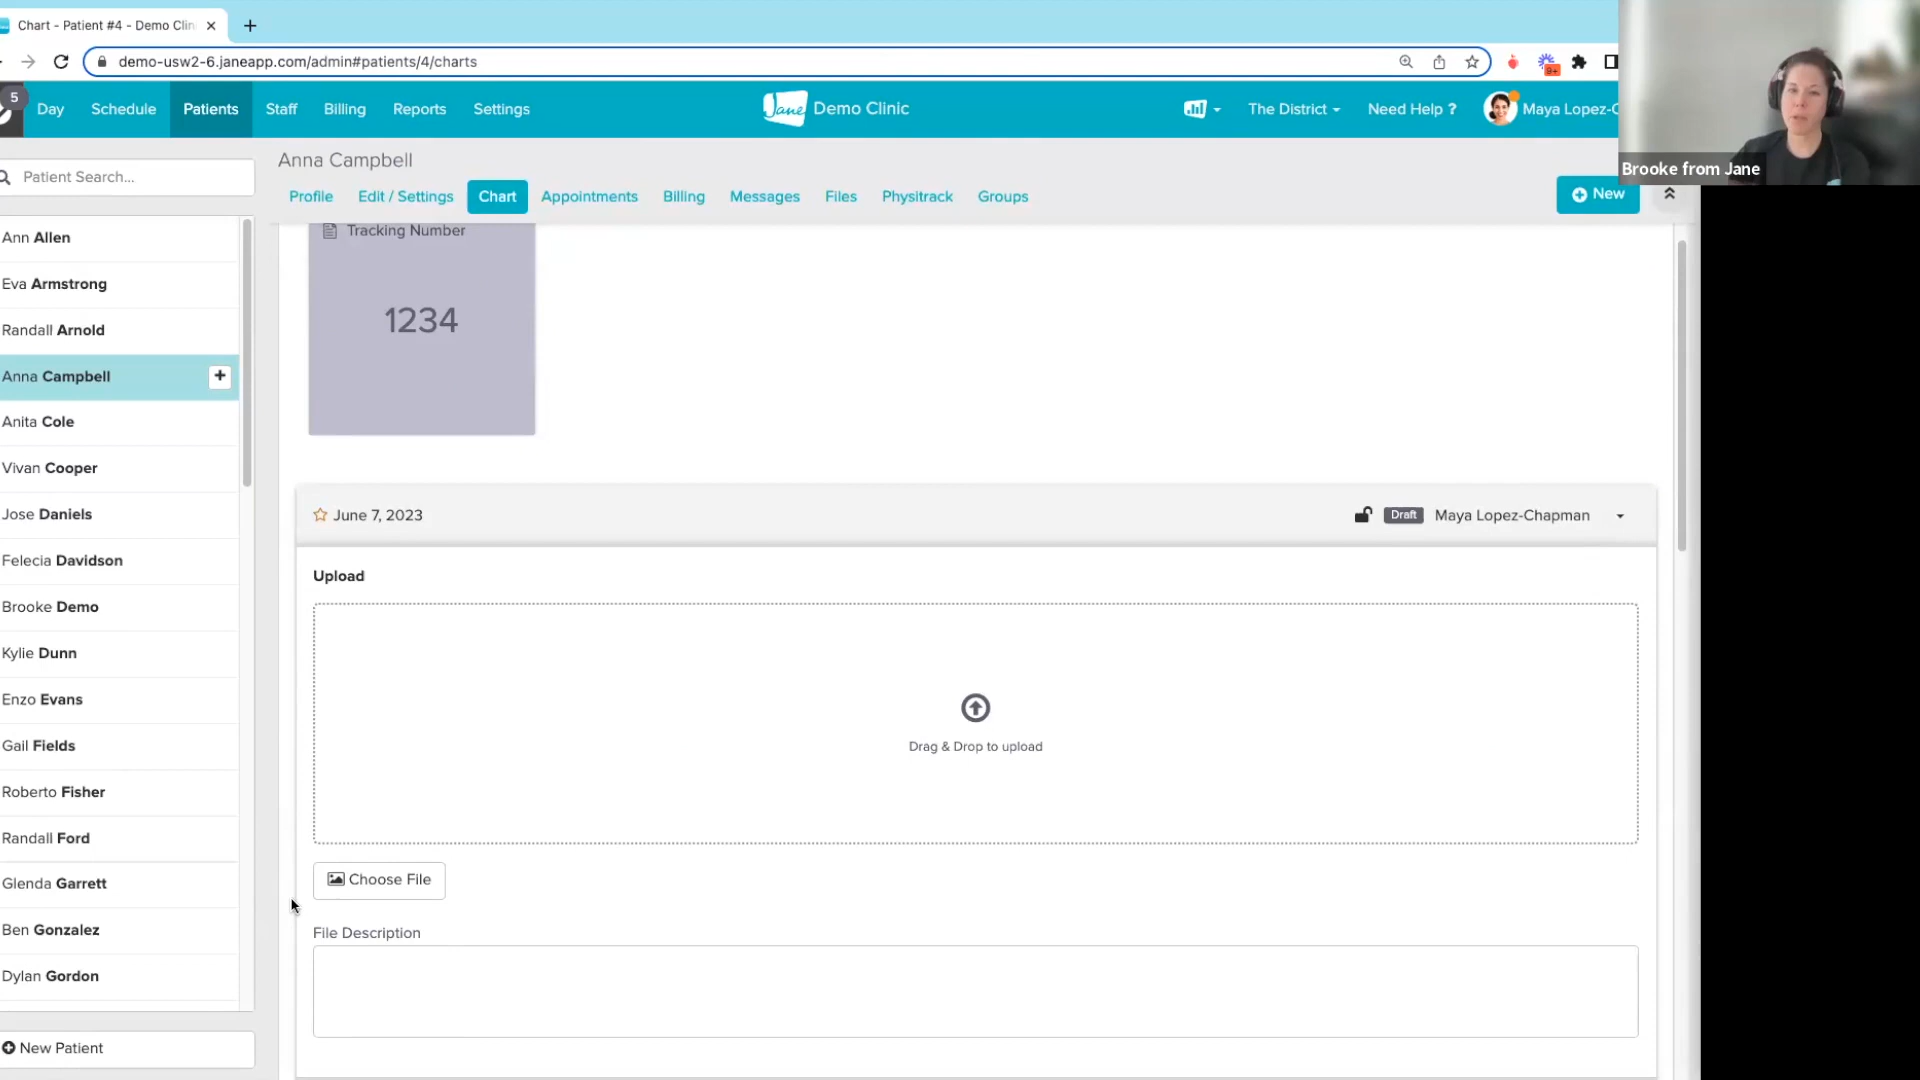 Chart - Patient #4 - Demo Clin
demo-usw2-6.janeapp.com/admin#patients/4/charts
9+
5
Day
Schedule
Patients
Staff
Billing
Reports
Settings
Jane
Demo Clinic
The District
Need Help ?
Maya Lopez-C
Brooke from Jane
Patient Search...
Anna Campbell
Profile
Edit / Settings
Chart
Appointments
Billing
Messages
Files
Physitrack
Groups
New
Ann Allen
Eva Armstrong
Randall Arnold
Anna Campbell
Anita Cole
Vivan Cooper
Jose Daniels
Felecia Davidson
Brooke Demo
Kylie Dunn
Enzo Evans
Gail Fields
Roberto Fisher
Randall Ford
Glenda Garrett
Ben Gonzalez
Dylan Gordon
New Patient
Tracking Number
1234
June 7, 2023
Draft
Maya Lopez-Chapman
Upload
Drag & Drop to upload
Choose File
File Description